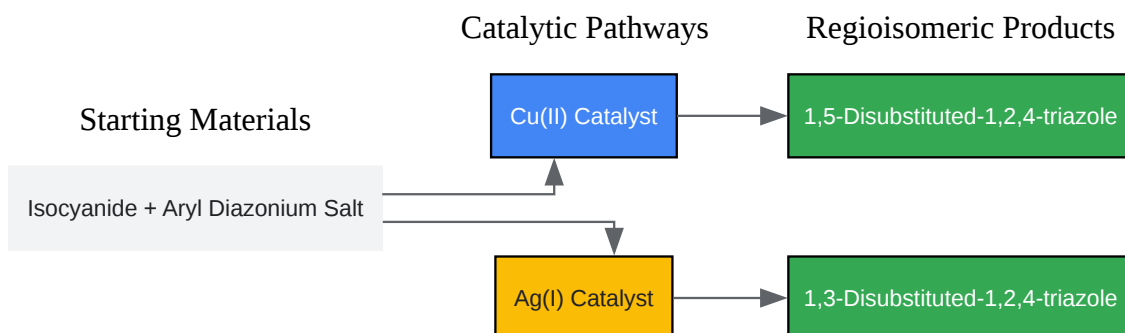 Catalytic Pathways
Regioisomeric Products
Starting Materials
Cu(II) Catalyst
1,5-Disubstituted-1,2,4-triazole
Isocyanide + Aryl Diazonium Salt
Ag(I) Catalyst
1,3-Disubstituted-1,2,4-triazole